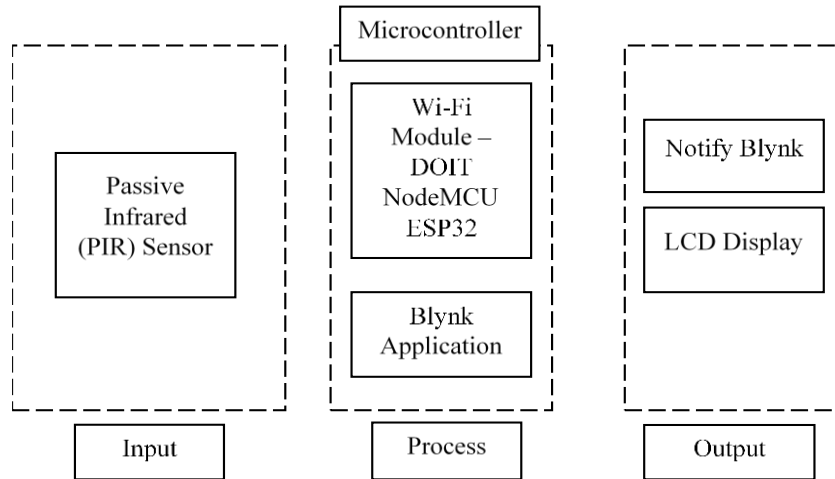 Microcontroller
Passive
Infrared
(PIR) Sensor
Wi-Fi
Module –
DOIT
NodeMCU
ESP32
Blynk
Application
Notify Blynk
LCD Display
Input
Process
Output